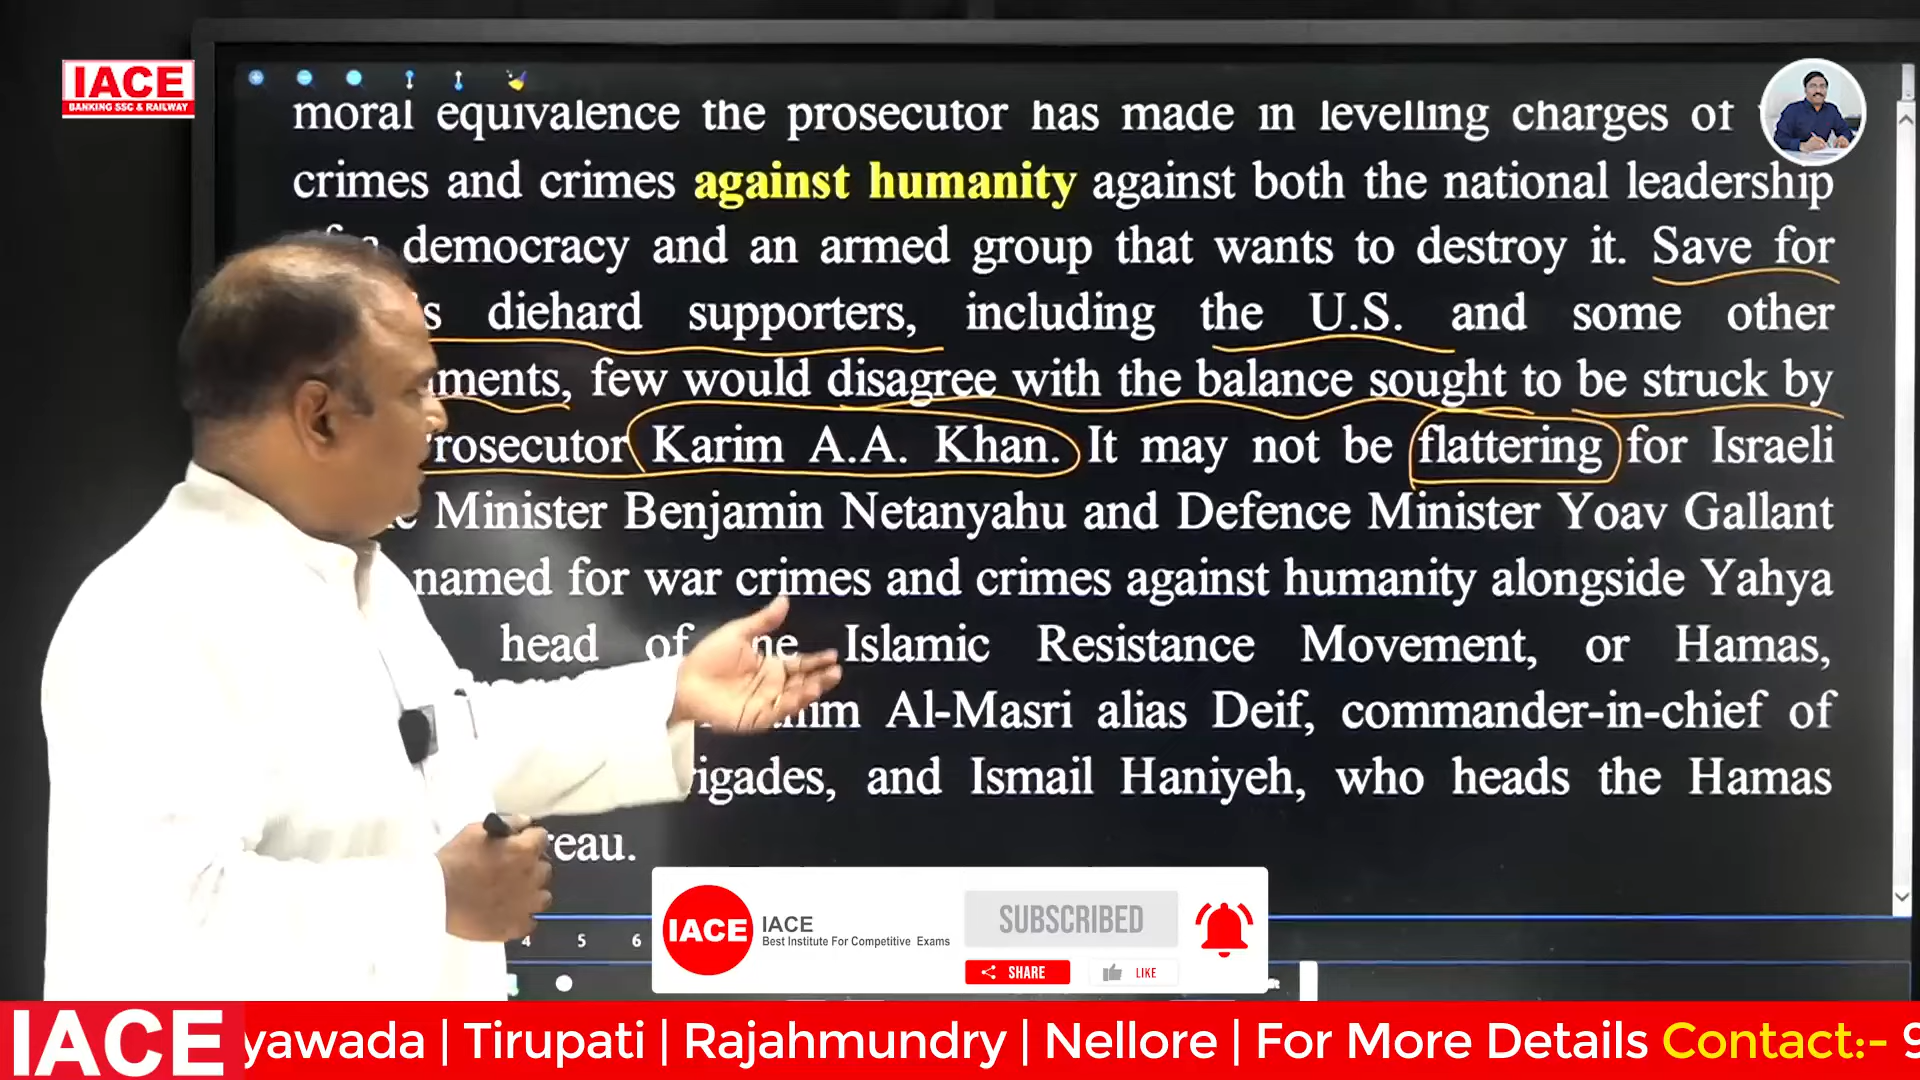 IACE
BANKING SSC & RAILWAY
moral equivalence the prosecutor has made in levelling charges of
crimes and crimes against humanity against both the national leadership
democracy and an armed group that wants to destroy it. Save for
diehard supporters, including the U.S. and some other
few would disagree with the balance sought to be struck by
Karim A.A. Khan. It may not be flattering for Israeli
Minister Benjamin Netanyahu and Defence Minister Yoav Gallant
named for war crimes and crimes against humanity alongside Yahya
head of Islamic Resistance Movement, or Hamas,
Al-Masri alias Deif, commander-in-chief of
and Ismail Haniyeh, who heads the Hamas
4 5 6
IACE
IACE
Best Institute For Competitive Exams
SUBSCRIBED
SHARE
LIKE
IACE
yawada | Tirupati | Rajahmundry | Nellore | For More Details Contact:- 9